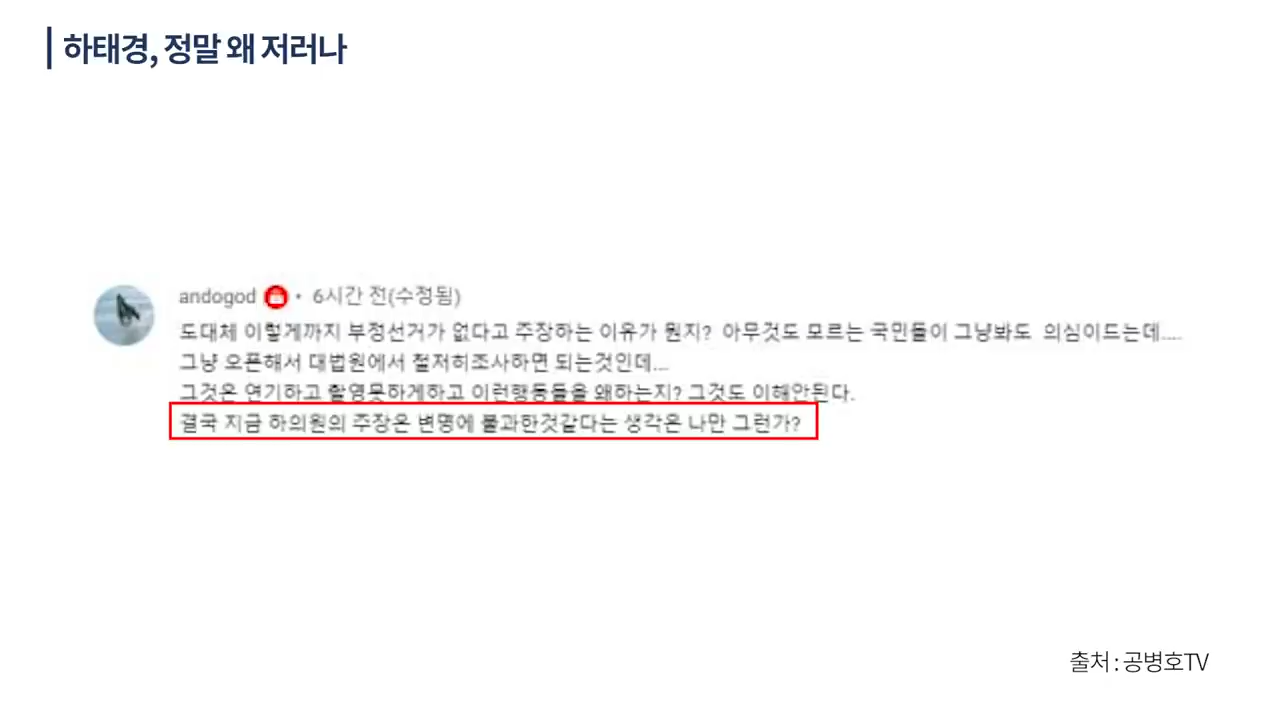 하태경, 정말 왜 저러나
andogod • 6시간 전(수정됨)
도대체 이렇게까지 부정선거가 없다고 주장하는 이유가 뭔지? 아무것도 모르는 국민들이 그냥봐도 의심이드는데.....
그냥 오픈해서 대법원에서 철저히조사하면 되는것인데...
그것은 연기하고 촬영못하게하고 이런행동들을 왜하는지? 그것도 이해안된다.
결국 지금 하의원의 주장은 변명에 불과한것같다는 생각은 나만 그런가?
출처 : 공병호TV